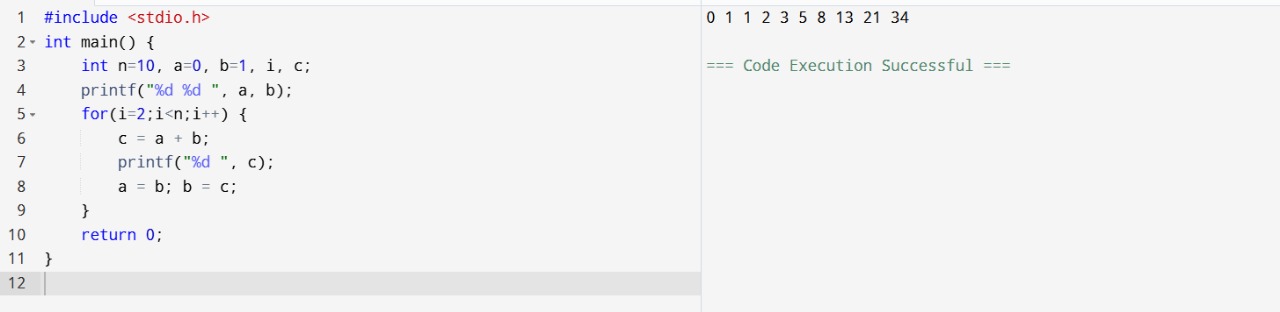 1 #include <stdio.h>
2 int main() {
3     int n=10, a=0, b=1, i, c;
4     printf("%d %d ", a, b);
5     for(i=2;i<n;i++) {
6         c = a + b;
7         printf("%d ", c);
8         a = b; b = c;
9     }
10     return 0;
11 }
12
0 1 1 2 3 5 8 13 21 34
=== Code Execution Successful ===